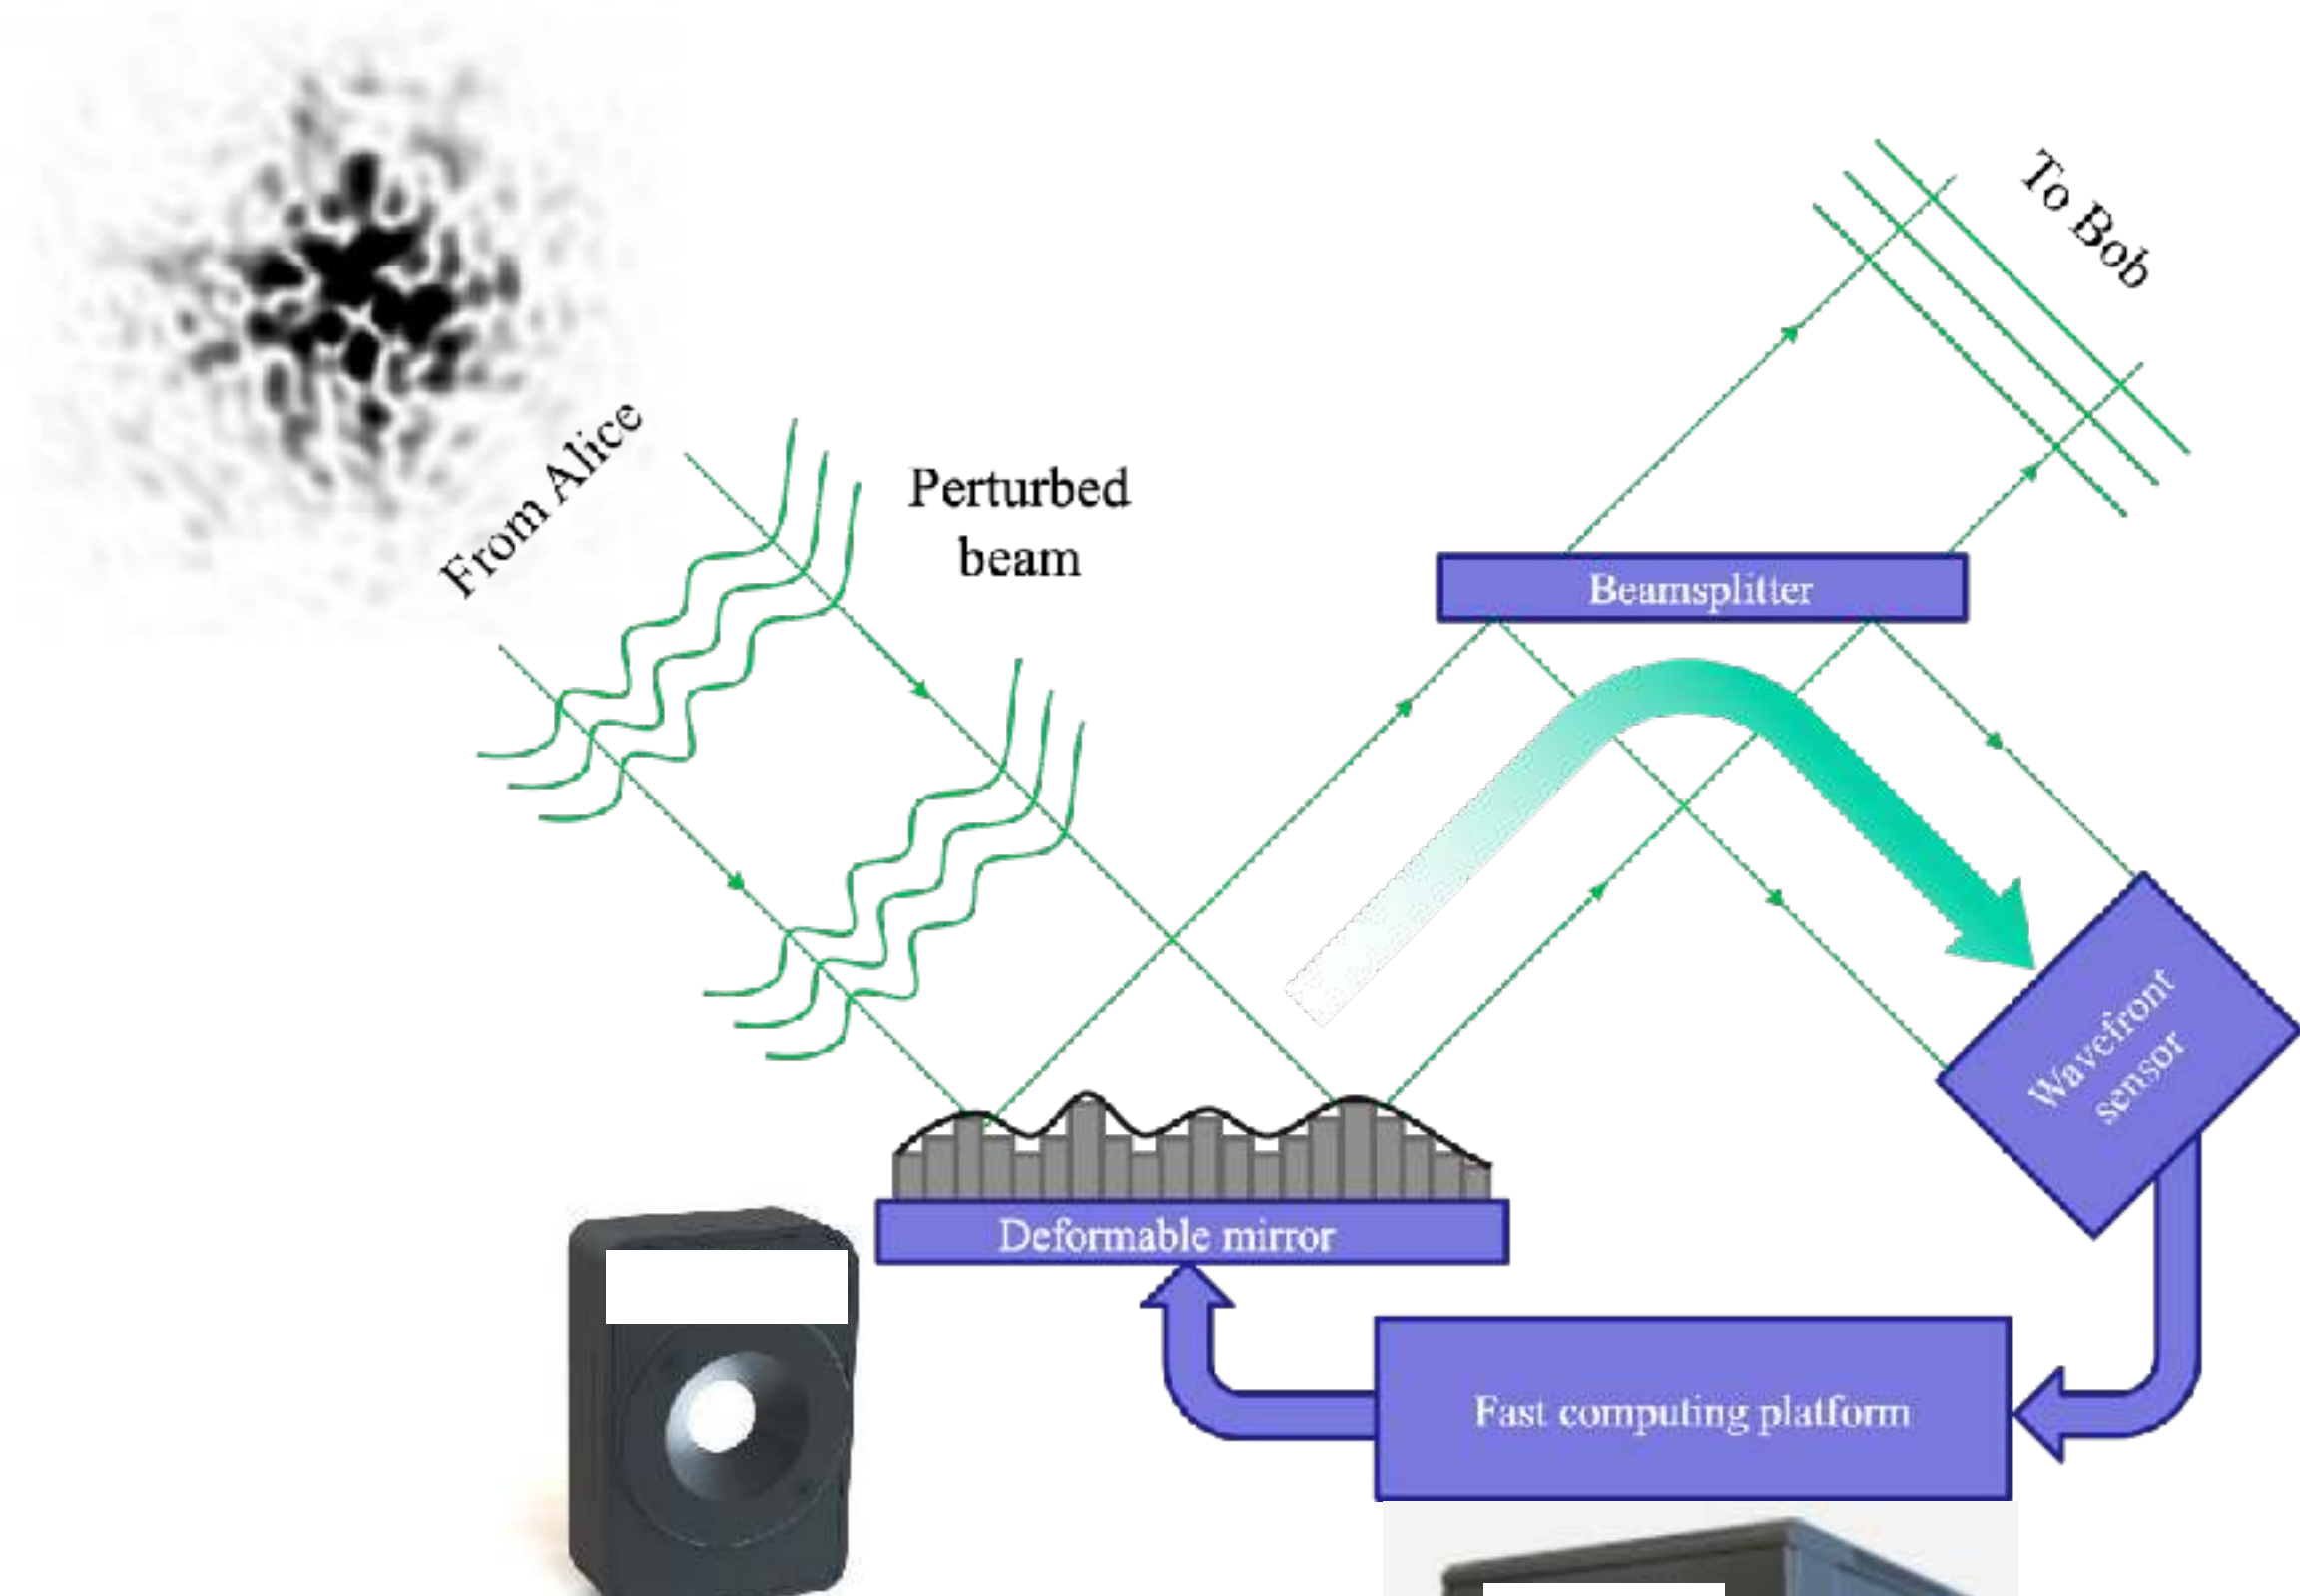 To Bob
From Alice
Perturbed
beam
Beamsplitter
Wavefront
sensor
Deformable mirror
Fast computing platform